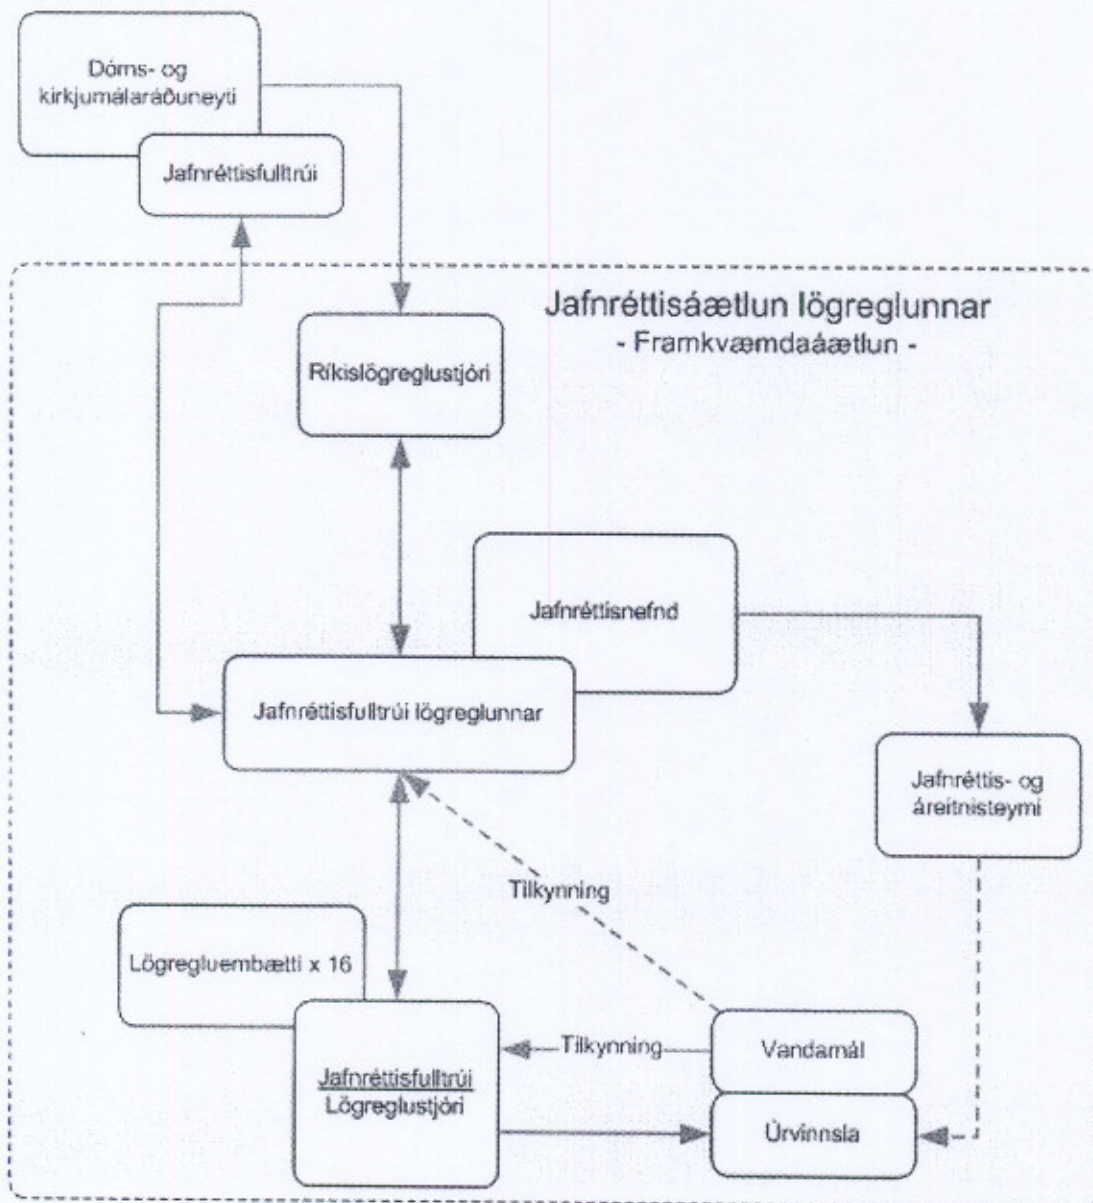 Dóms- og
kirkjumálaráðuneyti
Jafnréttisfulltrúi
Jafnréttisáætlun lögreglunnar
- Framkvæmdaáætlun -
Ríkislögreglustjóri
Jafnréttisnefnd
Jafnréttisfulltrúi lögreglunnar
Jafnréttis- og
áreitnisteymi
Tilkynning
Lögregluembætti x 16
Tilkynning
Vandamál
Jafnréttisfulltrúi
Lögreglustjóri
Úrvinnsla